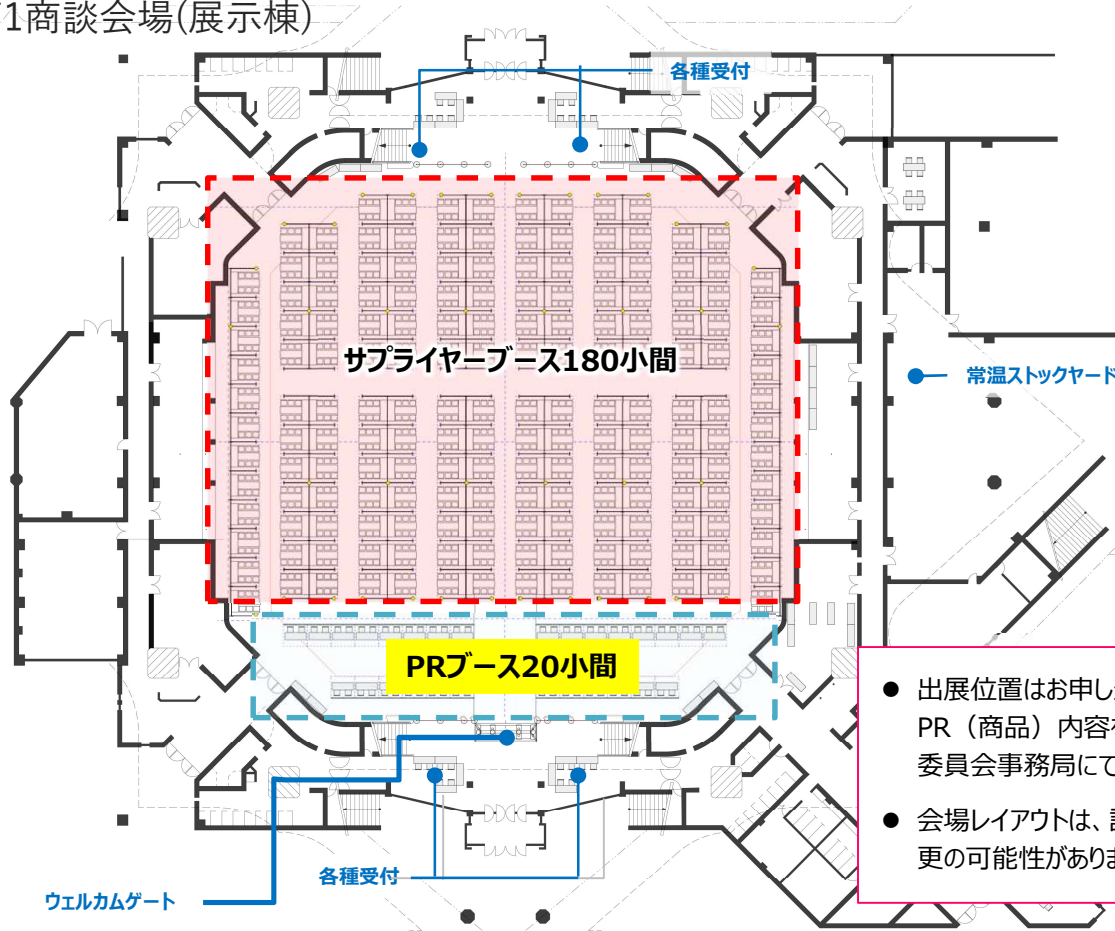 1商談会場(展示棟)
各種受付
サプライヤーブース180小間
常温ストックヤード
PRブース20小間
● 出展位置はお申し
PR（商品）内容
委員会事務局にて
● 会場レイアウトは、
更の可能性がありま
各種受付
ウェルカムゲート